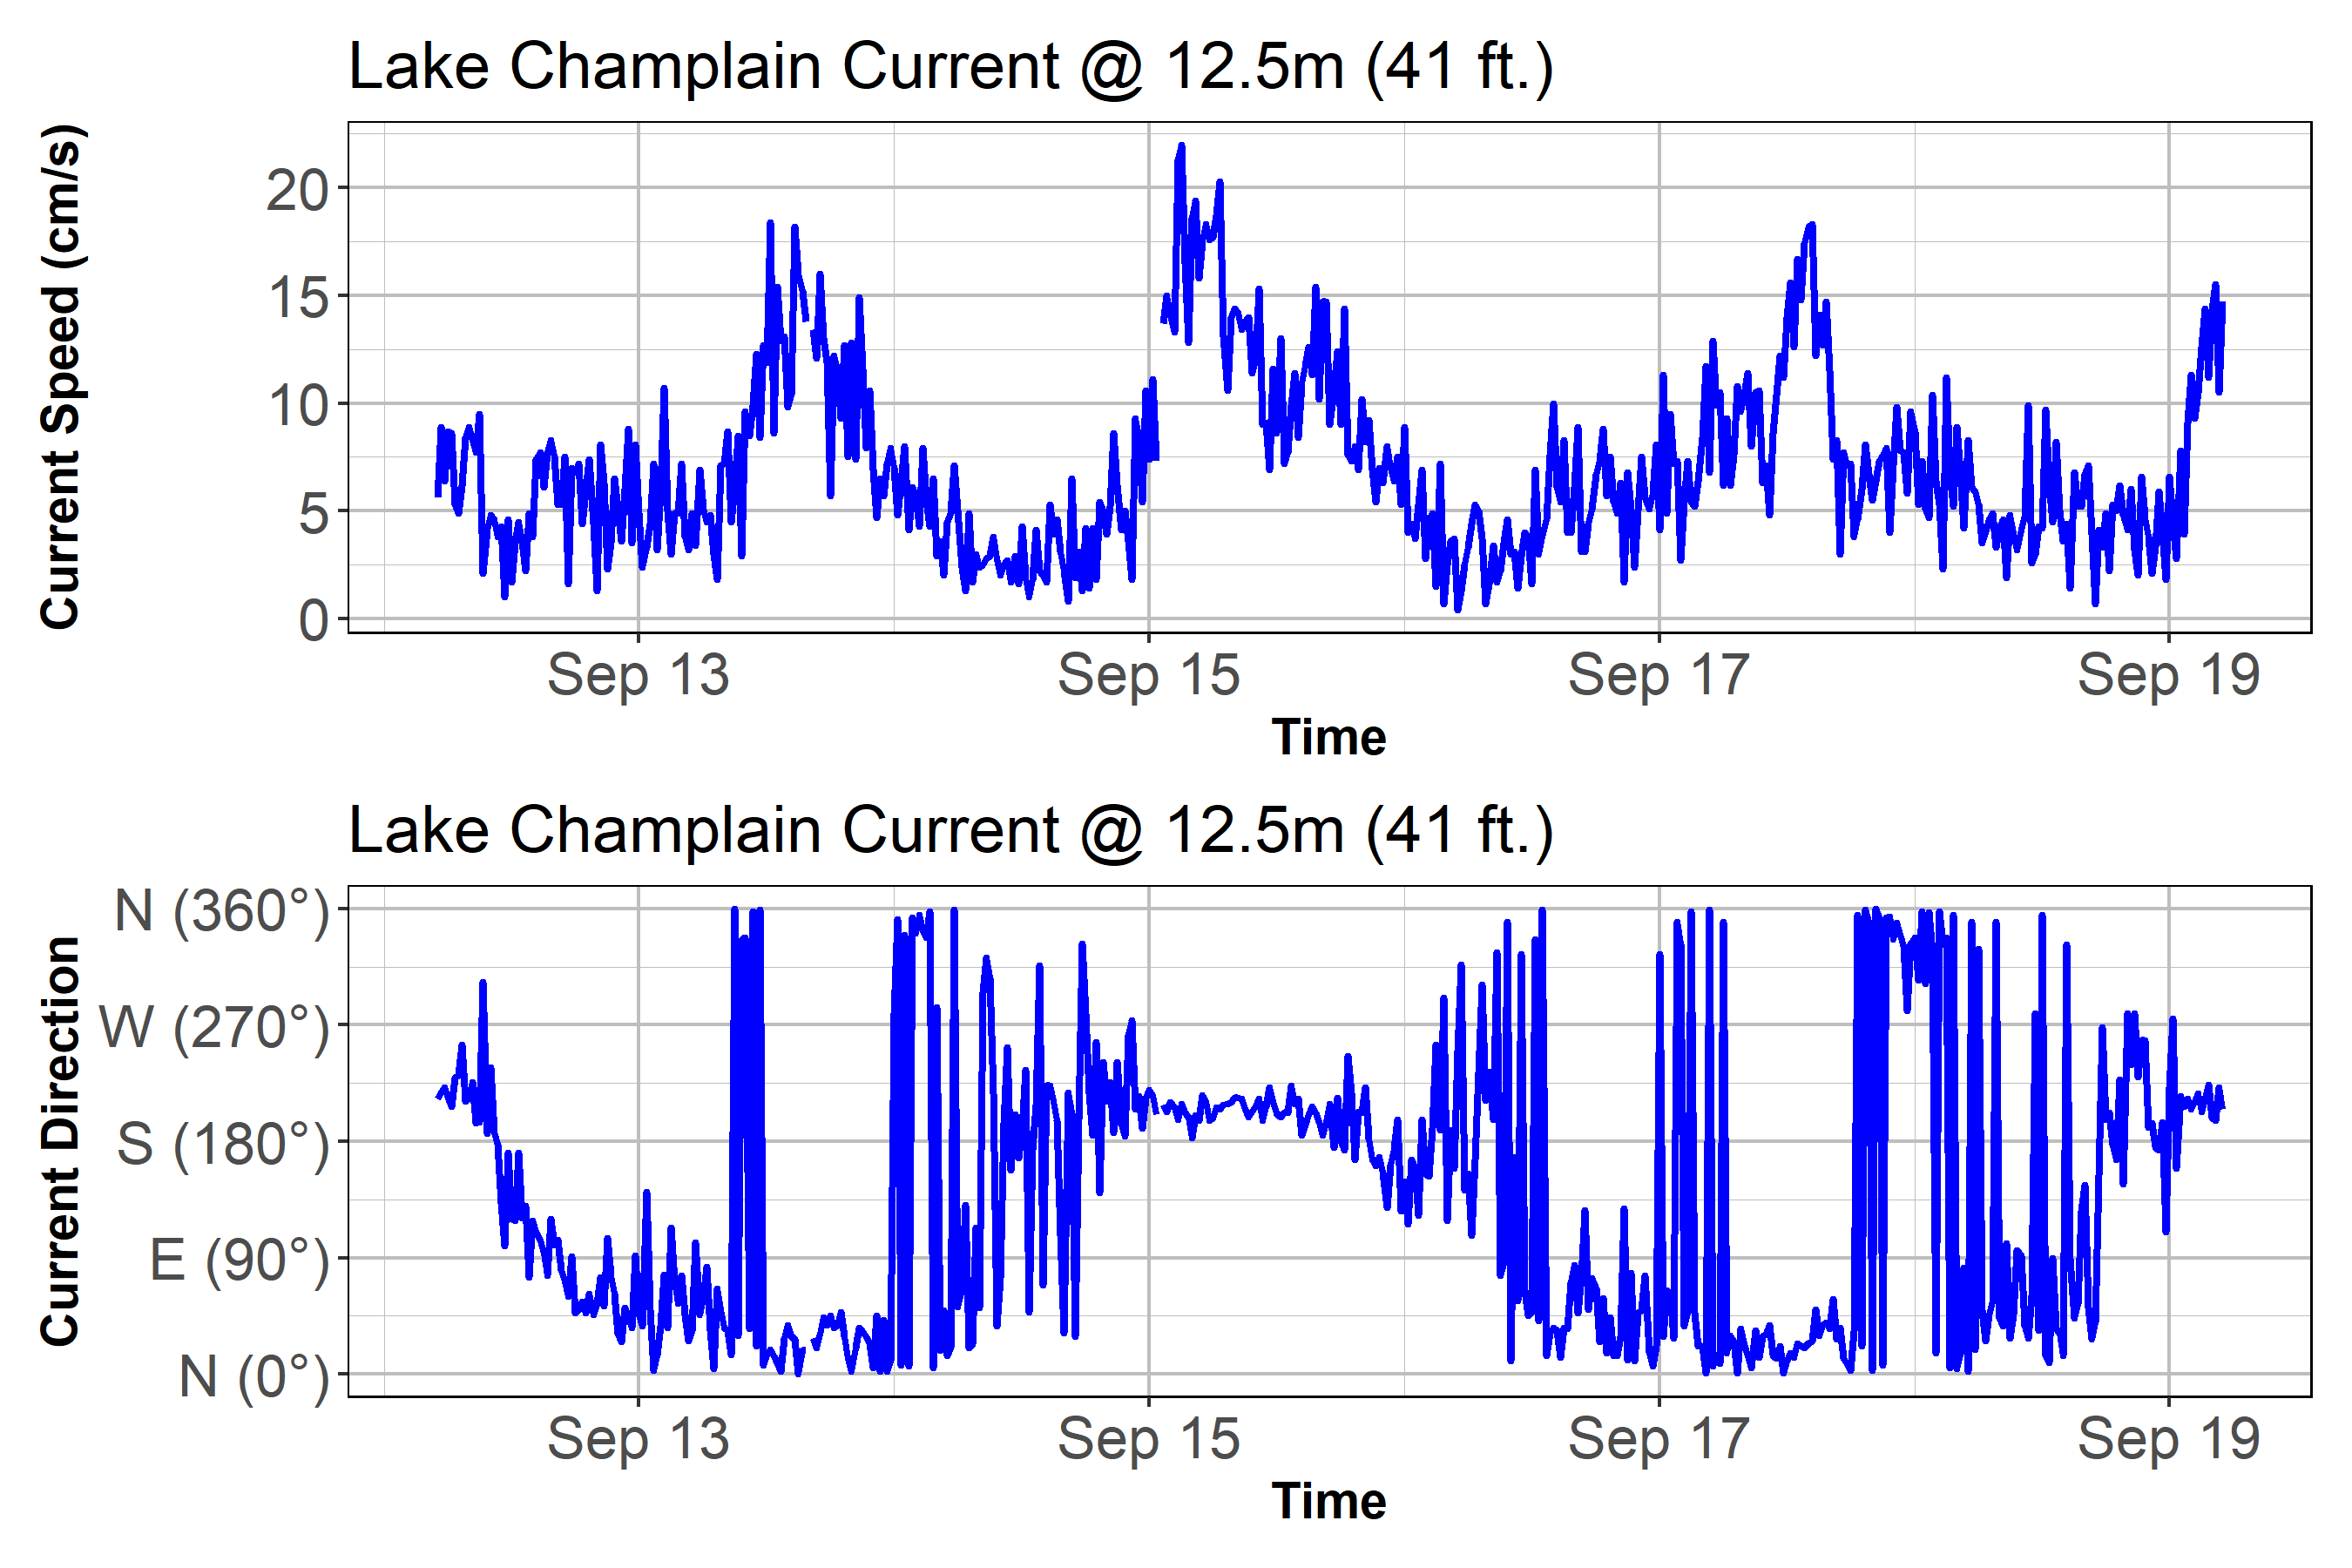 Lake Champlain Current @ 12.5m (41 ft.)
Current Speed (cm/s)
20
15
10
5
0
Sep 13
Sep 15
Sep 17
Sep 19
Time
Lake Champlain Current @ 12.5m (41 ft.)
Current Direction
N (360°)
W (270°)
S (180°)
E (90°)
N (0°)
Sep 13
Sep 15
Sep 17
Sep 19
Time